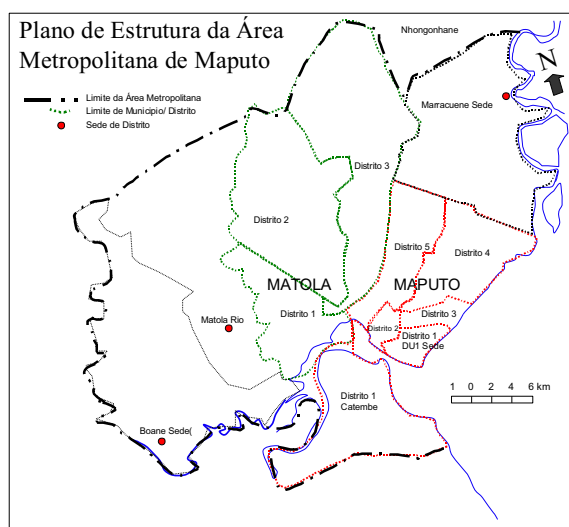 Plano de Estrutura da Área
Metropolitana de Maputo
Limite da Área Metropolitana
Limite de Município/ Distrito
Sede de Distrito
Nhongonhane
N
Marracuene Sede
Distrito 3
Distrito 2
Distrito 5
Distrito 4
MATOLA
MAPUTO
Distrito 1
Distrito 3
Matola Rio
Distrito 2
Distrito 1
DU1 Sede
Distrito 1
Catembe
1 0 2 4 6 km
Boane Sede(